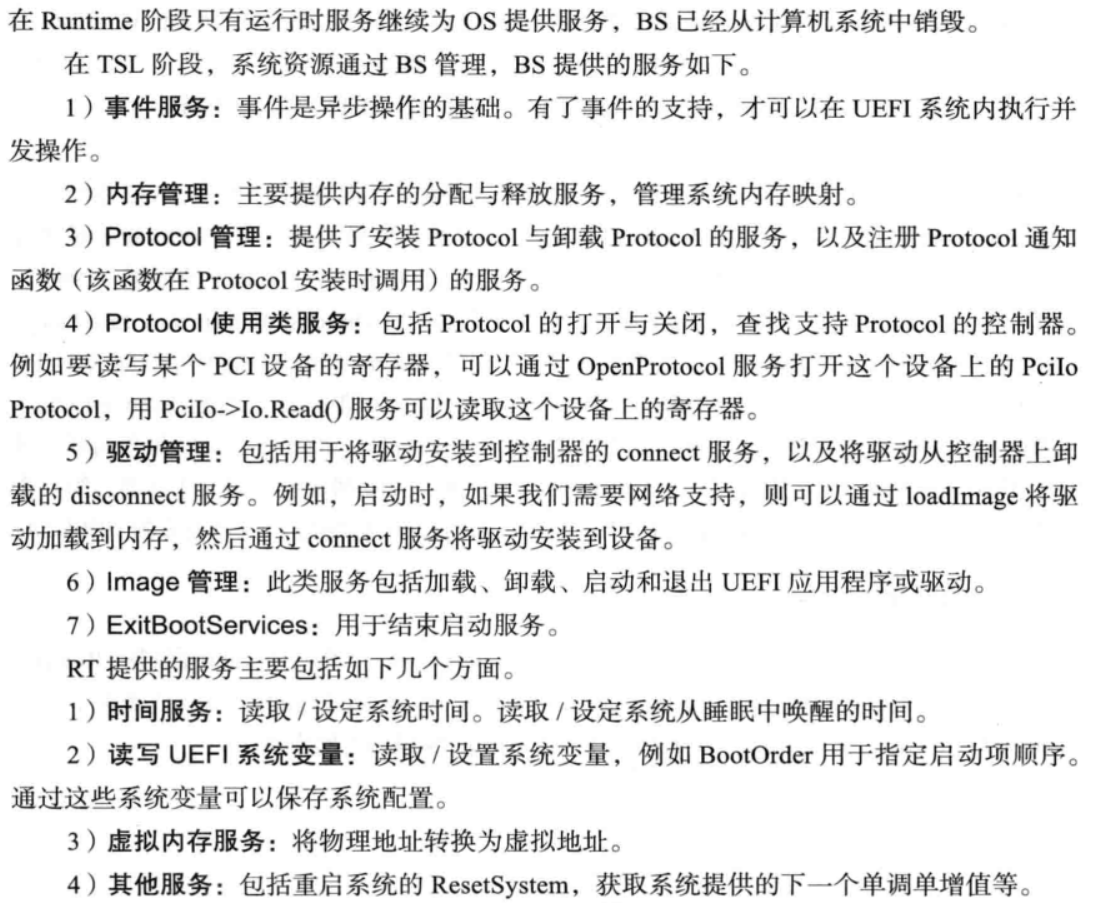 在 Runtime 阶段只有运行时服务继续为 OS 提供服务，BS 已经从计算机系统中销毁。
在 TSL 阶段，系统资源通过 BS 管理，BS 提供的服务如下。
1）事件服务：事件是异步操作的基础。有了事件的支持，才可以在 UEFI 系统内执行并
发操作。
2）内存管理：主要提供内存的分配与释放服务，管理系统内存映射。
3）Protocol 管理：提供了安装 Protocol 与卸载 Protocol 的服务，以及注册 Protocol 通知
函数（该函数在 Protocol 安装时调用）的服务。
4）Protocol 使用类服务：包括 Protocol 的打开与关闭，查找支持 Protocol 的控制器。
例如要读写某个 PCI 设备的寄存器，可以通过 OpenProtocol 服务打开这个设备上的 PciIo
Protocol，用 PciIo->Io.Read() 服务可以读取这个设备上的寄存器。
5）驱动管理：包括用于将驱动安装到控制器的 connect 服务，以及将驱动从控制器上卸
载的 disconnect 服务。例如，启动时，如果我们需要网络支持，则可以通过 loadImage 将驱
动加载到内存，然后通过 connect 服务将驱动安装到设备。
6）Image 管理：此类服务包括加载、卸载、启动和退出 UEFI 应用程序或驱动。
7）ExitBootServices：用于结束启动服务。
RT 提供的服务主要包括如下几个方面。
1）时间服务：读取 / 设定系统时间。读取 / 设定系统从睡眠中唤醒的时间。
2）读写 UEFI 系统变量：读取 / 设置系统变量，例如 BootOrder 用于指定启动项顺序。
通过这些系统变量可以保存系统配置。
3）虚拟内存服务：将物理地址转换为虚拟地址。
4）其他服务：包括重启系统的 ResetSystem，获取系统提供的下一个单调单增值等。